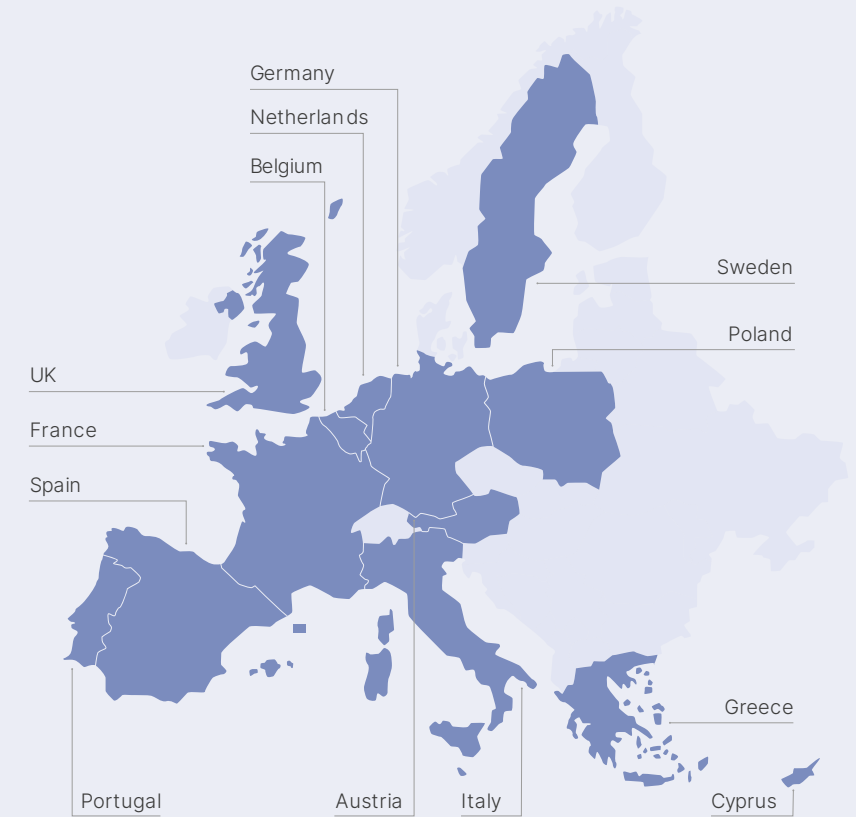 Germany
Netherlands
Belgium
Sweden
Poland
UK
France
Spain
Greece
Portugal
Austria
Italy
Cyprus